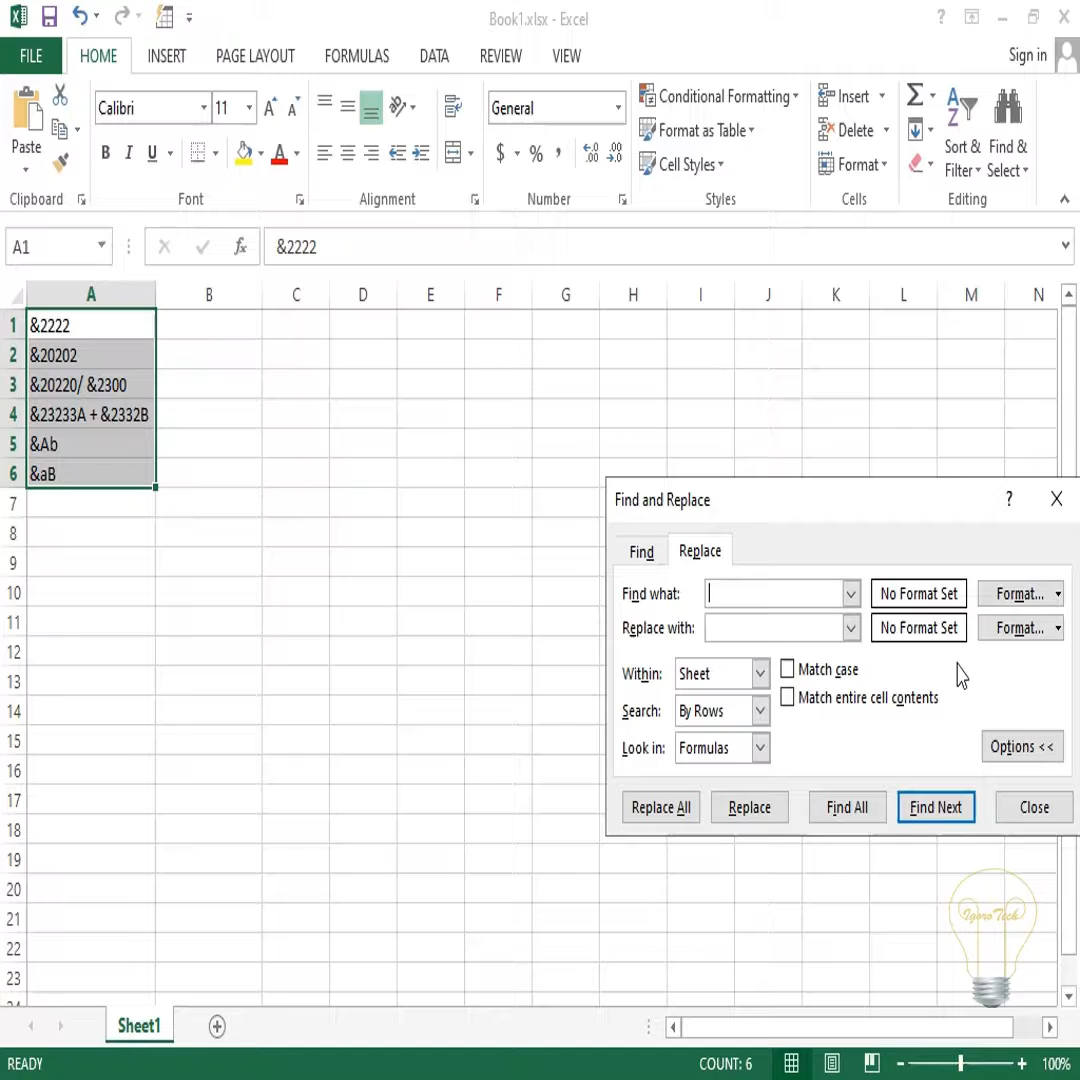 Book1.xlsx - Excel
FILE HOME INSERT PAGE LAYOUT FORMULAS DATA REVIEW VIEW Sign in
Paste
Clipboard
Calibri 11
B I U A
Font
Alignment
General
$ % ,
Number
Conditional Formatting
Format as Table
Cell Styles
Styles
Insert
Delete
Format
Cells
Sort & Filter
Find & Select
Editing
A1 fx &2222
A B C D E F G H I J K L M N
1 &2222
2 &20202
3 &20220/ &2300
4 &23233A + &2332B
5 &Ab
6 &aB
7
8
9
10
11
12
13
14
15
16
17
18
19
20
21
22
23
24
Find and Replace ?
Find Replace
Find what: No Format Set Format...
Replace with: No Format Set Format...
Within: Sheet Match case
Search: By Rows Match entire cell contents
Look in: Formulas Options <<
Replace All Replace Find All Find Next Close
IgoroTech
Sheet1
READY COUNT: 6 100%